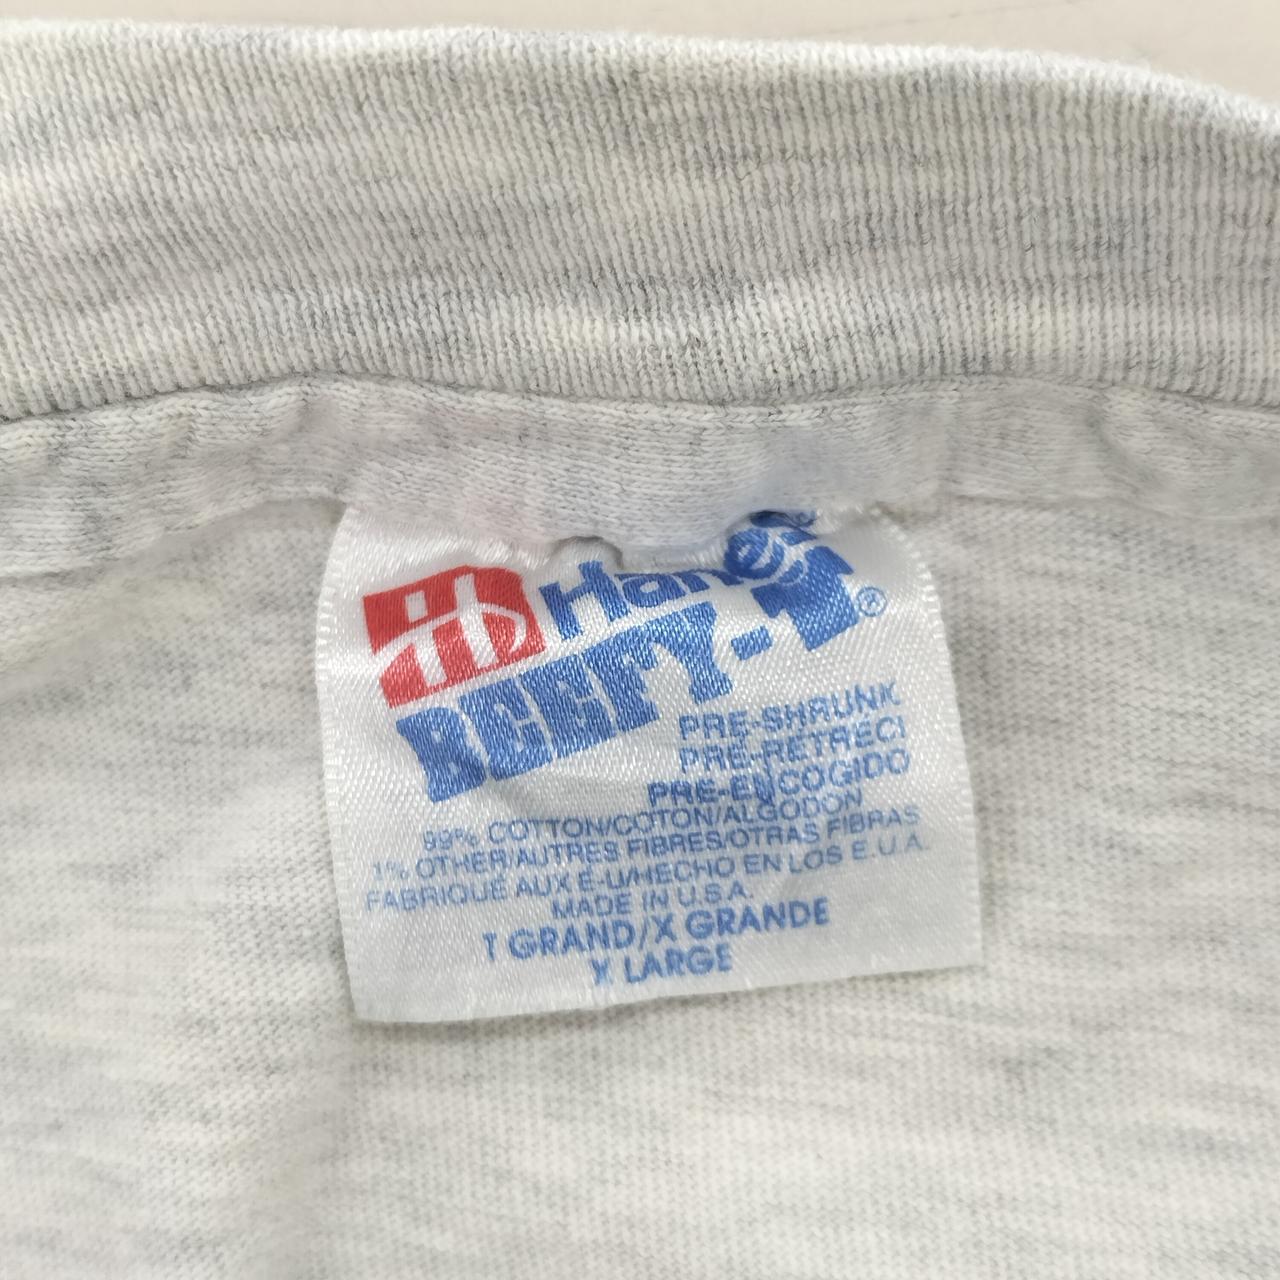 Hanes®
BEEFY-T®
PRE-SHRUNK
PRE-RETRECI
PRE-ENCOGIDO
99% COTTON/COTON/ALGODON
1% OTHER/AUTRES FIBRES/OTRAS FIBRAS
FABRIQUE AUX E-U/HECHO EN LOS E.U.A.
MADE IN U.S.A.
T GRAND/X GRANDE
X LARGE